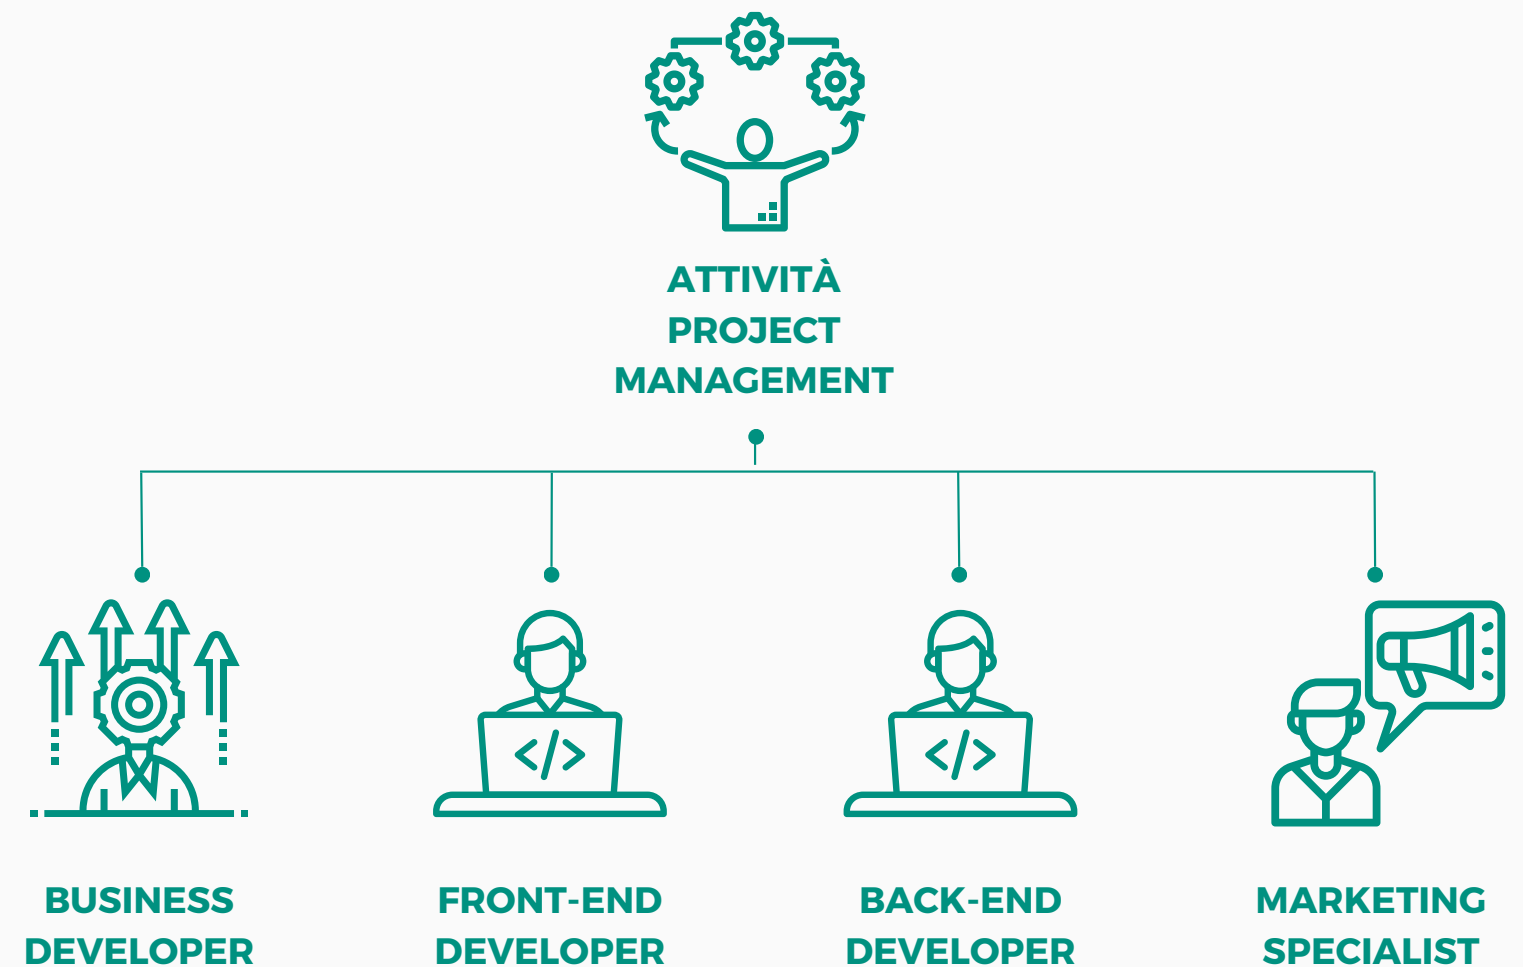 ATTIVITÀ
PROJECT
MANAGEMENT
</>
</>
BUSINESS
DEVELOPER
FRONT-END
DEVELOPER
BACK-END
DEVELOPER
MARKETING
SPECIALIST